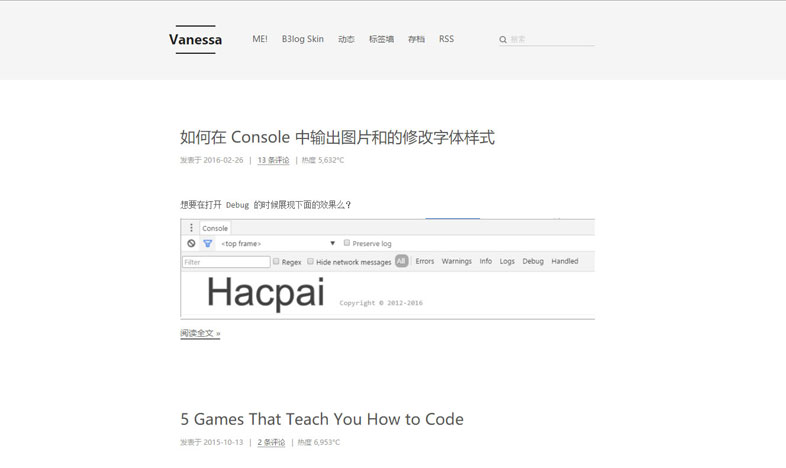 Vanessa
ME! B3log Skin 动态 标签墙 存档 RSS 搜索
如何在 Console 中输出图片和的修改字体样式
发表于 2016-02-26 | 13 条评论 | 热度 5,632°C
想要在打开 Debug 的时候展现下面的效果么？
Console
<top frame> ▼ Preserve log
Filter Regex Hide network messages All Errors Warnings Info Logs Debug Handled
Hacpai Copyright © 2012-2016
阅读全文 »
5 Games That Teach You How to Code
发表于 2015-10-13 | 2 条评论 | 热度 6,953°C